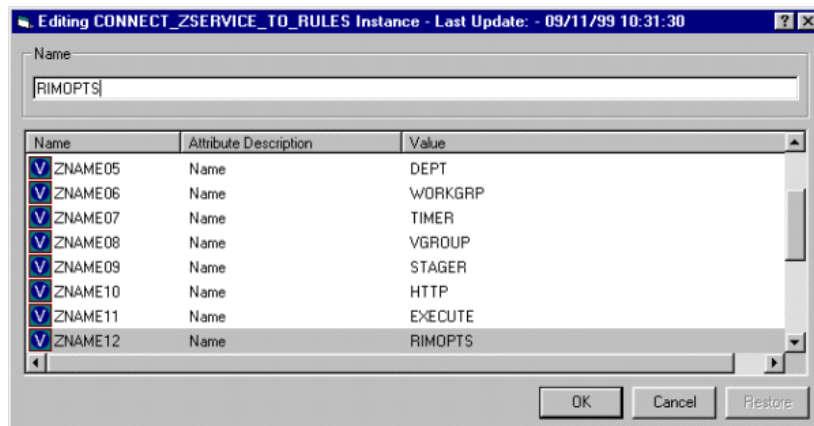 Editing CONNECT_ZSERVICE_TO_RULES Instance - Last Update: - 09/11/99 10:31:30
Name
RIMOPTS
Name Attribute Description Value
V ZNAME05 Name DEPT
V ZNAME06 Name WORKGRP
V ZNAME07 Name TIMER
V ZNAME08 Name VGROUP
V ZNAME09 Name STAGER
V ZNAME10 Name HTTP
V ZNAME11 Name EXECUTE
V ZNAME12 Name RIMOPTS
OK Cancel Restore